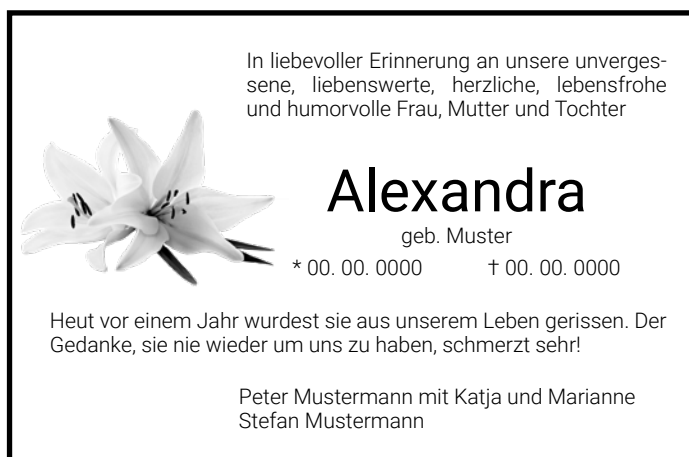 In liebevoller Erinnerung an unsere unverges-
sene, liebenswerte, herzliche, lebensfrohe
und humorvolle Frau, Mutter und Tochter
Alexandra
geb. Muster
* 00. 00. 0000 † 00. 00. 0000
Heut vor einem Jahr wurdest sie aus unserem Leben gerissen. Der
Gedanke, sie nie wieder um uns zu haben, schmerzt sehr!
Peter Mustermann mit Katja und Marianne
Stefan Mustermann